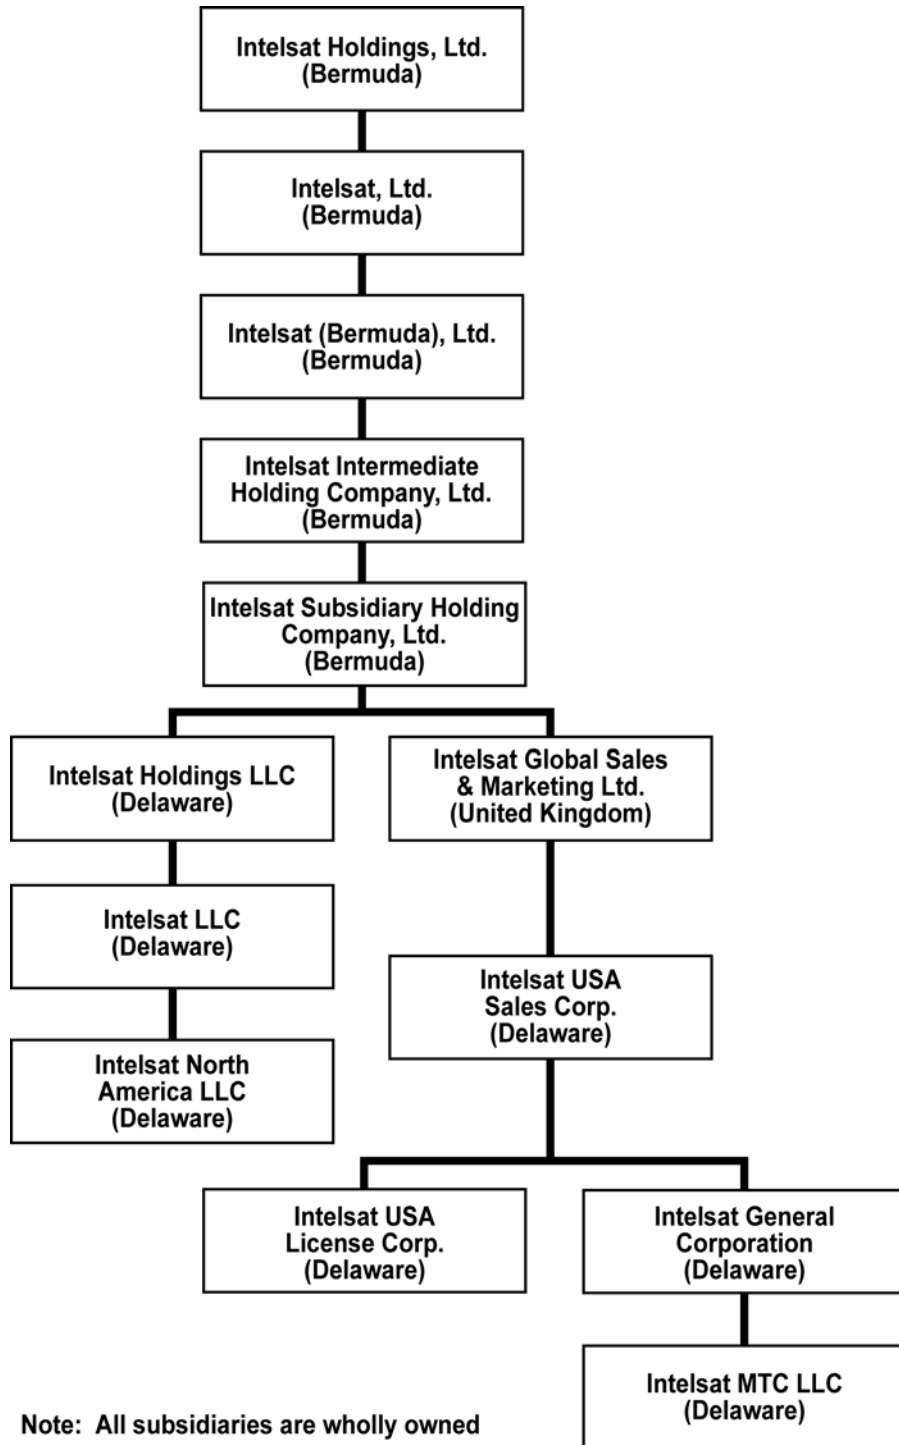 Intelsat Holdings, Ltd.
(Bermuda)
Intelsat, Ltd.
(Bermuda)
Intelsat (Bermuda), Ltd.
(Bermuda)
Intelsat Intermediate
Holding Company, Ltd.
(Bermuda)
Intelsat Subsidiary Holding
Company, Ltd.
(Bermuda)
Intelsat Holdings LLC
(Delaware)
Intelsat Global Sales
& Marketing Ltd.
(United Kingdom)
Intelsat LLC
(Delaware)
Intelsat USA
Sales Corp.
(Delaware)
Intelsat North
America LLC
(Delaware)
Intelsat USA
License Corp.
(Delaware)
Intelsat General
Corporation
(Delaware)
Intelsat MTC LLC
(Delaware)
Note: All subsidiaries are wholly owned